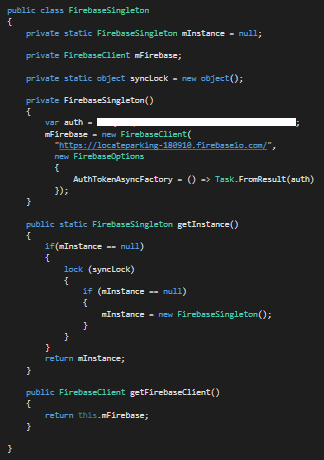 public class FirebaseSingleton
{
    private static FirebaseSingleton mInstance = null;

    private FirebaseClient mFirebase;

    private static object syncLock = new object();

    private FirebaseSingleton()
    {
        var auth = ;
        mFirebase = new FirebaseClient(
          "https://locateparking-180910.firebaseio.com/",
          new FirebaseOptions
          {
              AuthTokenAsyncFactory = () => Task.FromResult(auth)
          });
    }

    public static FirebaseSingleton getInstance()
    {
        if(mInstance == null)
        {
            lock (syncLock)
            {
                if (mInstance == null)
                {
                    mInstance = new FirebaseSingleton();
                }
            }
        }
        return mInstance;
    }

    public FirebaseClient getFirebaseClient()
    {
        return this.mFirebase;
    }

}